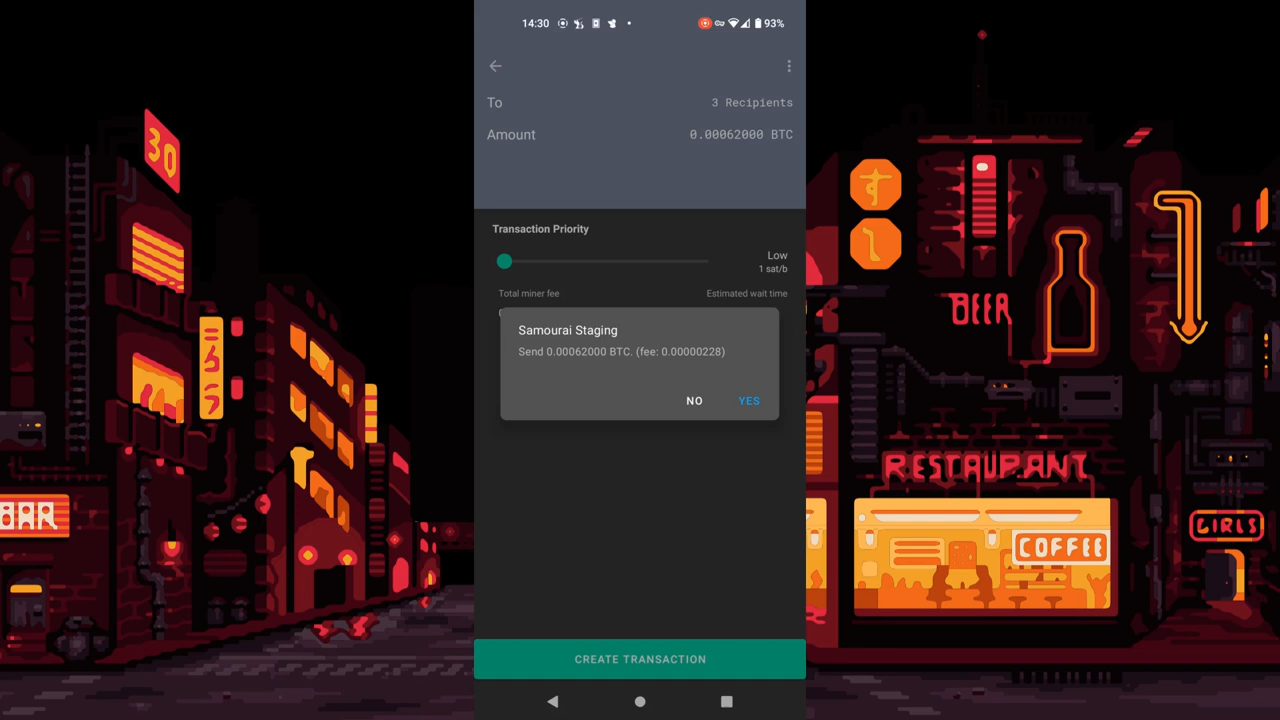 14:30
93%
To
3 Recipients
Amount
0.00062000 BTC
Transaction Priority
Low
1 sat/b
Total miner fee
Estimated wait time
Samourai Staging
Send 0.00062000 BTC. (fee: 0.00000228)
NO
YES
CREATE TRANSACTION
30
BAR
す
し
BEER
RESTAURANT
COFFEE
GIRLS